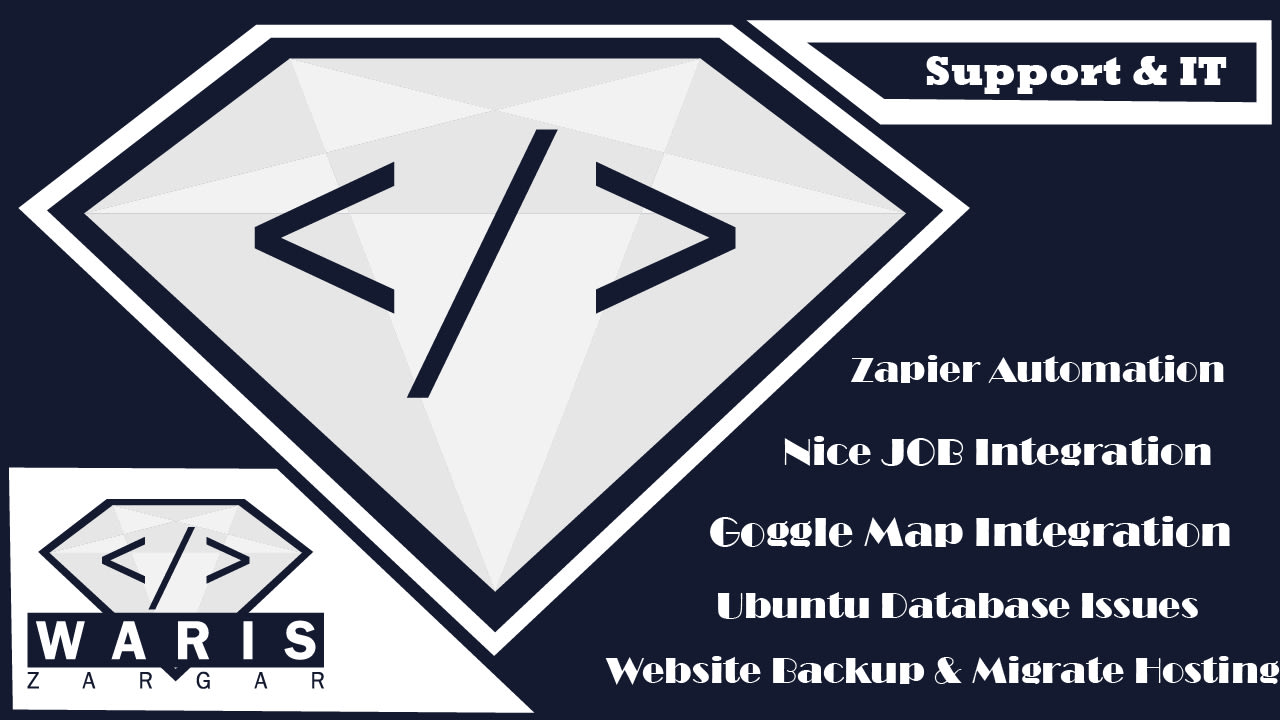 Support & IT
</>
Zapier Automation
Nice JOB Integration
Goggle Map Integration
Ubuntu Database Issues
Website Backup & Migrate Hosting
</>
WARIS
ZARGAR